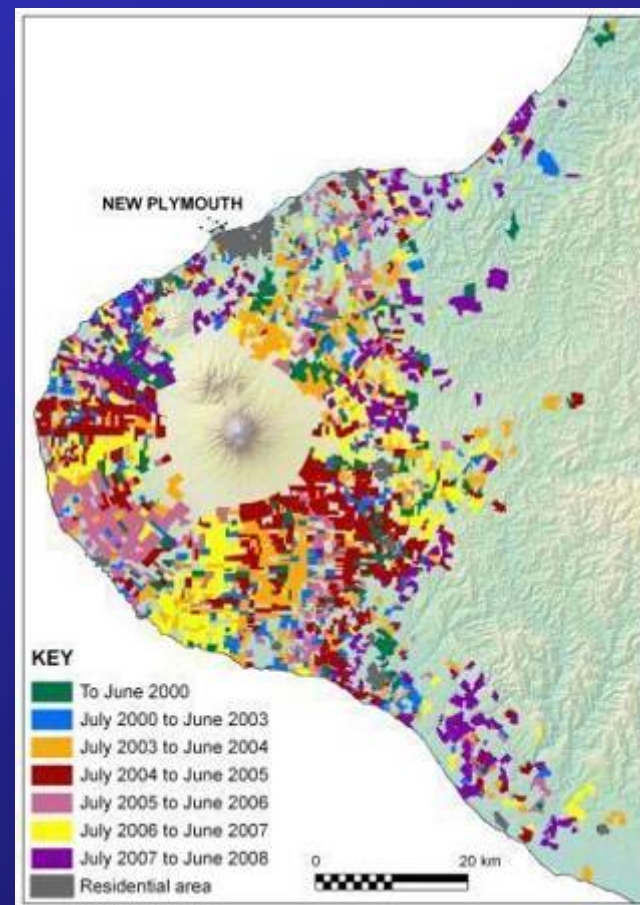 NEW PLYMOUTH
KEY
To June 2000
July 2000 to June 2003
July 2003 to June 2004
July 2004 to June 2005
July 2005 to June 2006
July 2006 to June 2007
July 2007 to June 2008
Residential area
0 20 km